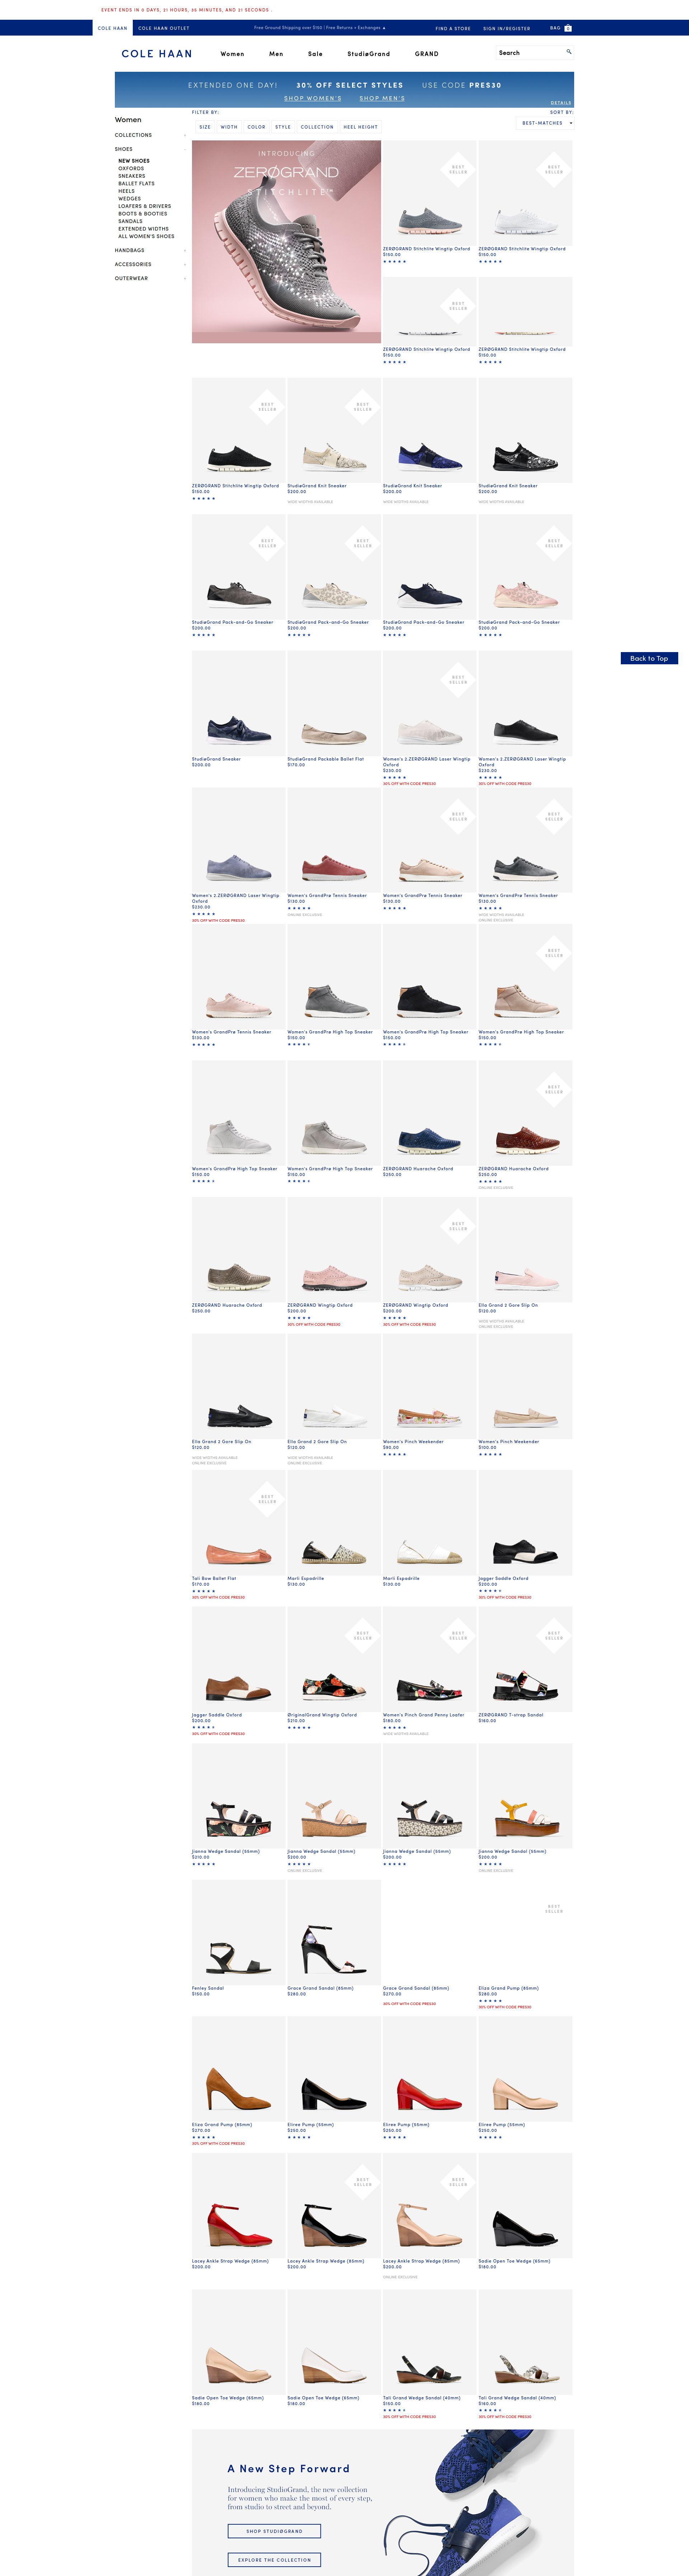 EVENT ENDS IN 0 DAYS, 21 HOURS, 35 MINUTES, AND 21 SECONDS .
COLE HAAN
COLE HAAN OUTLET
Free Ground Shipping over $150 | Free Returns + Exchanges ▲
FIND A STORE
SIGN IN/REGISTER
BAG 0
COLE HAAN
Women
Men
Sale
StudiøGrand
GRAND
Search
EXTENDED ONE DAY! 30% OFF SELECT STYLES USE CODE PRES30
SHOP WOMEN'S SHOP MEN'S
DETAILS
Women
COLLECTIONS
SHOES
NEW SHOES
OXFORDS
SNEAKERS
BALLET FLATS
HEELS
WEDGES
LOAFERS & DRIVERS
BOOTS & BOOTIES
SANDALS
EXTENDED WIDTHS
ALL WOMEN'S SHOES
HANDBAGS
ACCESSORIES
OUTERWEAR
FILTER BY:
SORT BY:
SIZE
WIDTH
COLOR
STYLE
COLLECTION
HEEL HEIGHT
BEST-MATCHES
INTRODUCING
ZERØGRAND
STITCHLITE™
BEST SELLER
ZERØGRAND Stitchlite Wingtip Oxford
$150.00
BEST SELLER
ZERØGRAND Stitchlite Wingtip Oxford
$150.00
BEST SELLER
ZERØGRAND Stitchlite Wingtip Oxford
$150.00
ZERØGRAND Stitchlite Wingtip Oxford
$150.00
BEST SELLER
ZERØGRAND Stitchlite Wingtip Oxford
$150.00
BEST SELLER
StudiøGrand Knit Sneaker
$200.00
WIDE WIDTHS AVAILABLE
StudiøGrand Knit Sneaker
$200.00
WIDE WIDTHS AVAILABLE
StudiøGrand Knit Sneaker
$200.00
WIDE WIDTHS AVAILABLE
BEST SELLER
StudiøGrand Pack-and-Go Sneaker
$200.00
BEST SELLER
StudiøGrand Pack-and-Go Sneaker
$200.00
StudiøGrand Pack-and-Go Sneaker
$200.00
BEST SELLER
StudiøGrand Pack-and-Go Sneaker
$200.00
Back to Top
StudiøGrand Sneaker
$200.00
StudiøGrand Packable Ballet Flat
$170.00
BEST SELLER
Women's 2.ZERØGRAND Laser Wingtip Oxford
$230.00
30% OFF WITH CODE PRES30
Women's 2.ZERØGRAND Laser Wingtip Oxford
$230.00
30% OFF WITH CODE PRES30
Women's 2.ZERØGRAND Laser Wingtip Oxford
$230.00
30% OFF WITH CODE PRES30
Women's GrandPrø Tennis Sneaker
$130.00
ONLINE EXCLUSIVE
BEST SELLER
Women's GrandPrø Tennis Sneaker
$130.00
BEST SELLER
Women's GrandPrø Tennis Sneaker
$130.00
WIDE WIDTHS AVAILABLE
ONLINE EXCLUSIVE
Women's GrandPrø Tennis Sneaker
$130.00
Women's GrandPrø High Top Sneaker
$150.00
Women's GrandPrø High Top Sneaker
$150.00
BEST SELLER
Women's GrandPrø High Top Sneaker
$150.00
Women's GrandPrø High Top Sneaker
$150.00
Women's GrandPrø High Top Sneaker
$150.00
ZERØGRAND Huarache Oxford
$250.00
BEST SELLER
ZERØGRAND Huarache Oxford
$250.00
ONLINE EXCLUSIVE
ZERØGRAND Huarache Oxford
$250.00
ZERØGRAND Wingtip Oxford
$200.00
30% OFF WITH CODE PRES30
BEST SELLER
ZERØGRAND Wingtip Oxford
$200.00
30% OFF WITH CODE PRES30
Ella Grand 2 Gore Slip On
$120.00
WIDE WIDTHS AVAILABLE
ONLINE EXCLUSIVE
Ella Grand 2 Gore Slip On
$120.00
WIDE WIDTHS AVAILABLE
ONLINE EXCLUSIVE
Ella Grand 2 Gore Slip On
$120.00
WIDE WIDTHS AVAILABLE
ONLINE EXCLUSIVE
Women's Pinch Weekender
$90.00
Women's Pinch Weekender
$100.00
BEST SELLER
Tali Bow Ballet Flat
$170.00
30% OFF WITH CODE PRES30
Marli Espadrille
$130.00
Marli Espadrille
$130.00
Jagger Saddle Oxford
$200.00
30% OFF WITH CODE PRES30
Jagger Saddle Oxford
$200.00
30% OFF WITH CODE PRES30
BEST SELLER
ØriginalGrand Wingtip Oxford
$210.00
BEST SELLER
Women's Pinch Grand Penny Loafer
$180.00
WIDE WIDTHS AVAILABLE
BEST SELLER
ZERØGRAND T-strap Sandal
$160.00
Jianna Wedge Sandal (55mm)
$210.00
Jianna Wedge Sandal (55mm)
$200.00
ONLINE EXCLUSIVE
Jianna Wedge Sandal (55mm)
$200.00
Jianna Wedge Sandal (55mm)
$200.00
ONLINE EXCLUSIVE
Fenley Sandal
$150.00
Grace Grand Sandal (85mm)
$280.00
Grace Grand Sandal (85mm)
$270.00
30% OFF WITH CODE PRES30
BEST SELLER
Eliza Grand Pump (85mm)
$280.00
30% OFF WITH CODE PRES30
Eliza Grand Pump (85mm)
$270.00
30% OFF WITH CODE PRES30
Eliree Pump (55mm)
$250.00
Eliree Pump (55mm)
$250.00
Eliree Pump (55mm)
$250.00
Lacey Ankle Strap Wedge (85mm)
$200.00
BEST SELLER
Lacey Ankle Strap Wedge (85mm)
$200.00
BEST SELLER
Lacey Ankle Strap Wedge (85mm)
$200.00
ONLINE EXCLUSIVE
Sadie Open Toe Wedge (65mm)
$180.00
Sadie Open Toe Wedge (65mm)
$180.00
Sadie Open Toe Wedge (65mm)
$180.00
Tali Grand Wedge Sandal (40mm)
$150.00
30% OFF WITH CODE PRES30
Tali Grand Wedge Sandal (40mm)
$160.00
30% OFF WITH CODE PRES30
A New Step Forward
Introducing StudioGrand, the new collection
for women who make the most of every step,
from studio to street and beyond.
SHOP STUDIØGRAND
EXPLORE THE COLLECTION